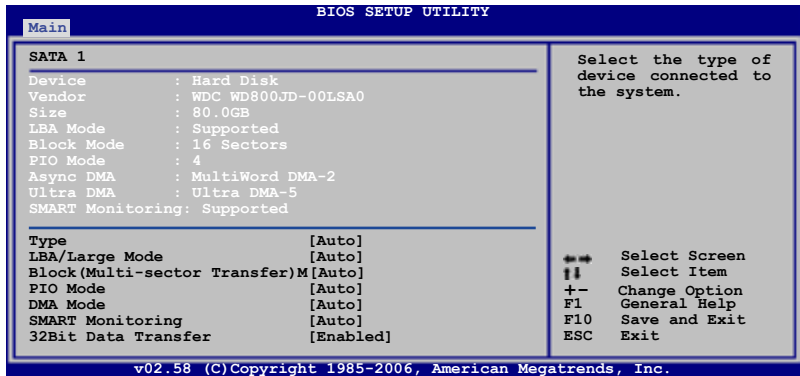 BIOS SETUP UTILITY
Main
SATA 1
Device : Hard Disk
Vendor : WDC WD800JD-00LSA0
Size : 80.0GB
LBA Mode : Supported
Block Mode : 16 Sectors
PIO Mode : 4
Async DMA : MultiWord DMA-2
Ultra DMA : Ultra DMA-5
SMART Monitoring: Supported
Type [Auto]
LBA/Large Mode [Auto]
Block(Multi-sector Transfer)M[Auto]
PIO Mode [Auto]
DMA Mode [Auto]
SMART Monitoring [Auto]
32Bit Data Transfer [Enabled]
Select the type of
device connected to
the system.
←→ Select Screen
↑↓ Select Item
+- Change Option
F1 General Help
F10 Save and Exit
ESC Exit
v02.58 (C)Copyright 1985-2006, American Megatrends, Inc.